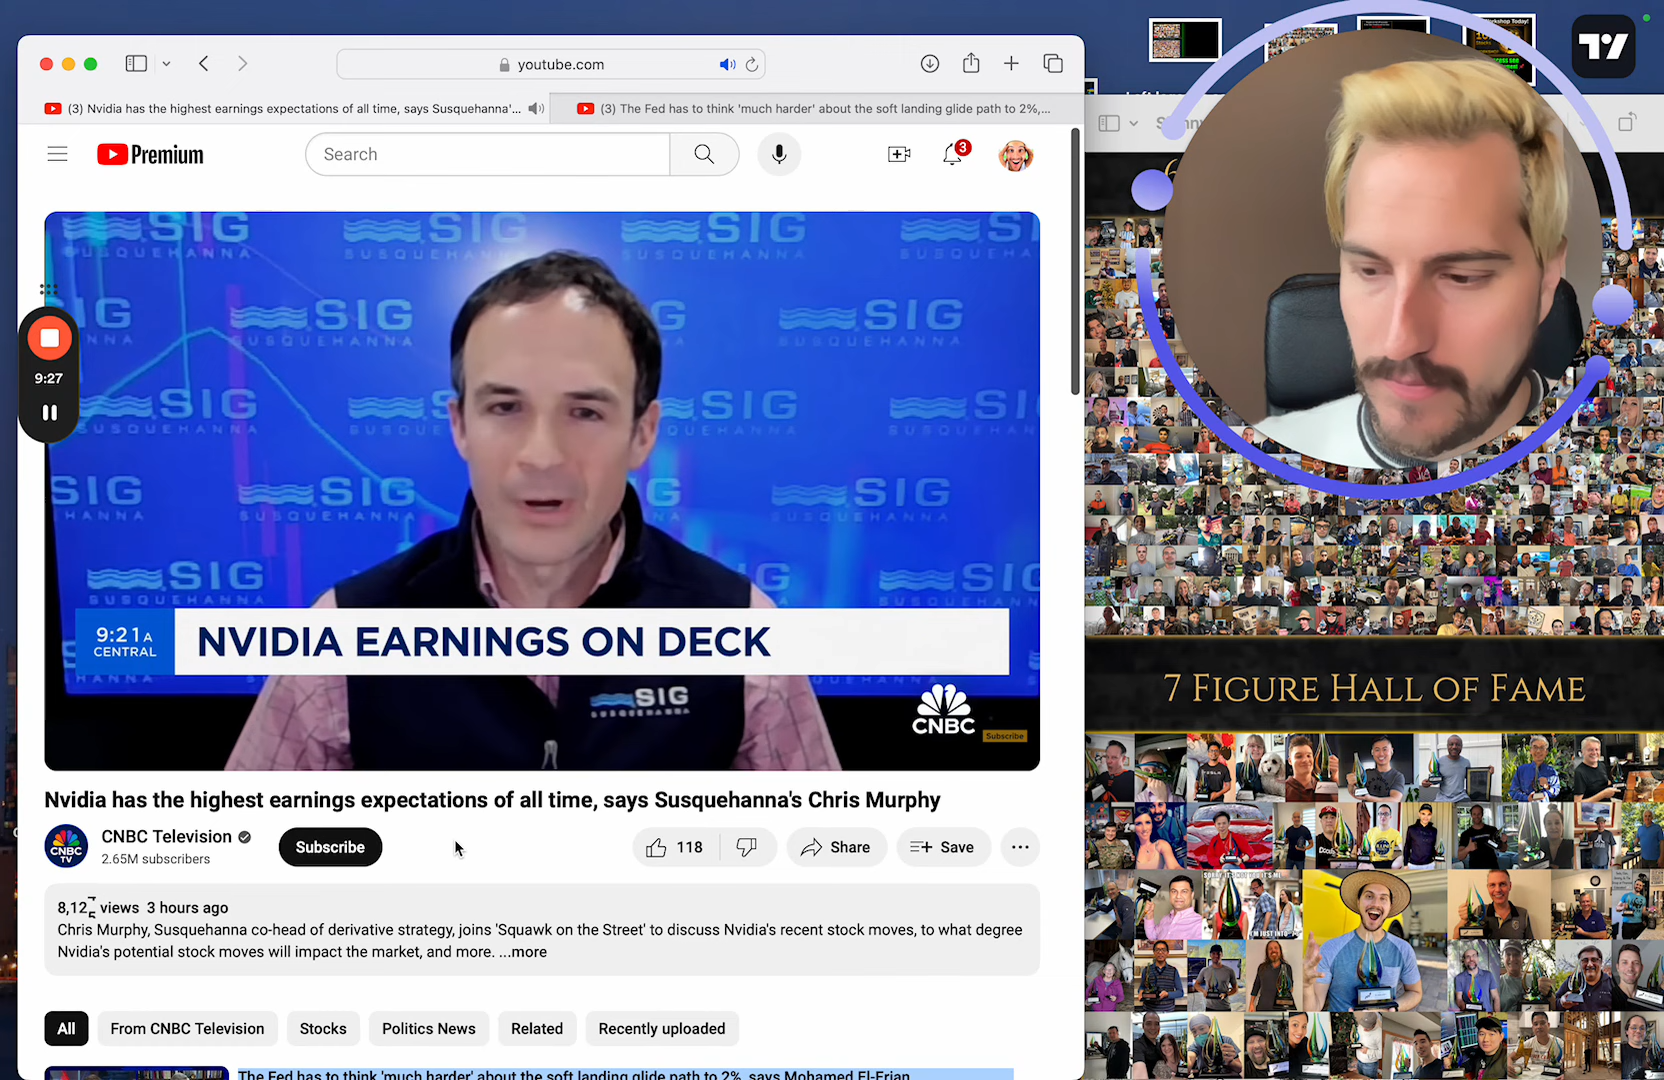 youtube.com
(3) Nvidia has the highest earnings expectations of all time, says Susquehanna'...
(3) The Fed has to think 'much harder' about the soft landing glide path to 2%,...
Premium
Search
3
SIG
SUSQUEHANNA
9:27
9:21A
CENTRAL
NVIDIA EARNINGS ON DECK
SIG
SUSQUEHANNA
CNBC
Subscribe
Nvidia has the highest earnings expectations of all time, says Susquehanna's Chris Murphy
CNBC
TV
CNBC Television
2.65M subscribers
Subscribe
118
Share
Save
views 3 hours ago
Chris Murphy, Susquehanna co-head of derivative strategy, joins 'Squawk on the Street' to discuss Nvidia's recent stock moves, to what degree
Nvidia's potential stock moves will impact the market, and more. ...more
All
From CNBC Television
Stocks
Politics News
Related
Recently uploaded
The Fed has to think 'much harder' about the soft landing glide path to 2%, says Mohamed El-Erian
7 FIGURE HALL OF FAME